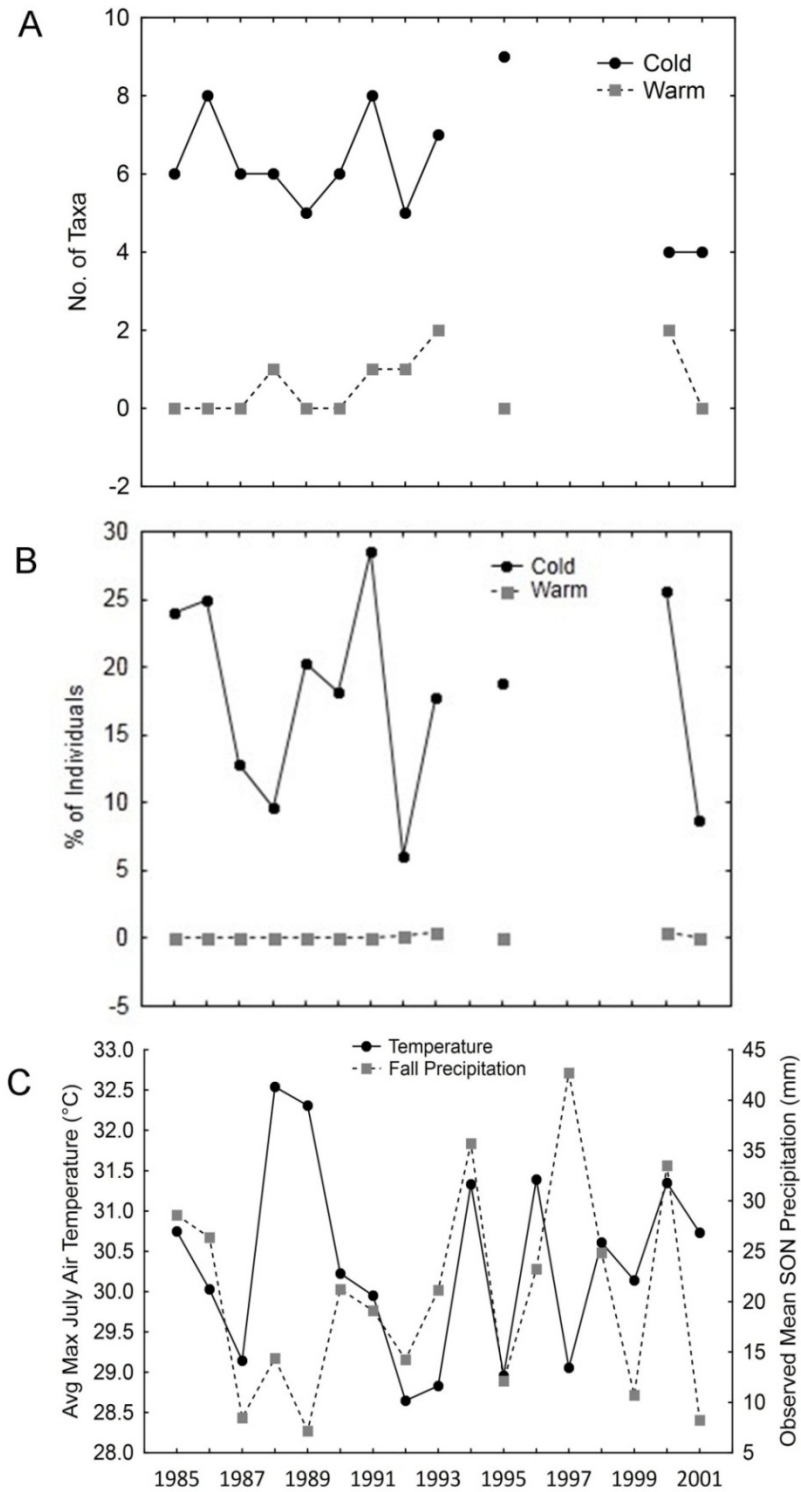 A
10
8
6
4
2
0
-2
No. of Taxa
Cold
Warm
B
30
25
20
15
10
5
0
-5
% of Individuals
Cold
Warm
C
33.0
32.5
32.0
31.5
31.0
30.5
30.0
29.5
29.0
28.5
28.0
Avg Max July Air Temperature (°C)
Temperature
Fall Precipitation
45
40
35
30
25
20
15
10
5
Observed Mean SON Precipitation (mm)
1985 1987 1989 1991 1993 1995 1997 1999 2001